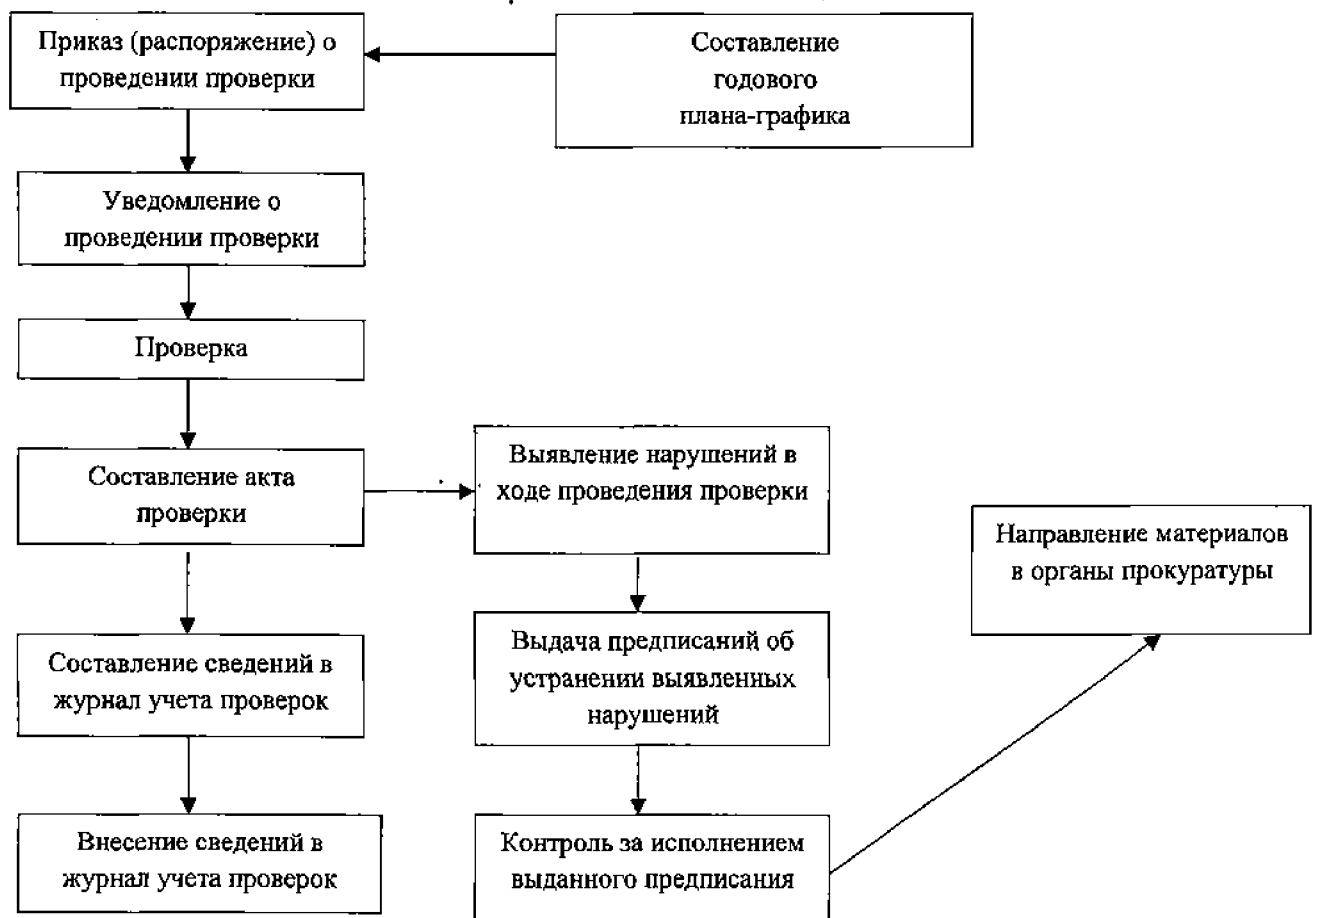 Приказ (распоряжение) о
проведении проверки
Составление
годового
плана-графика
Уведомление о
проведении проверки
Проверка
Составление акта
проверки
Выявление нарушений в
ходе проведения проверки
Направление материалов
в органы прокуратуры
Составление сведений в
журнал учета проверок
Выдача предписаний об
устранении выявленных
нарушений
Внесение сведений в
журнал учета проверок
Контроль за исполнением
выданного предписания